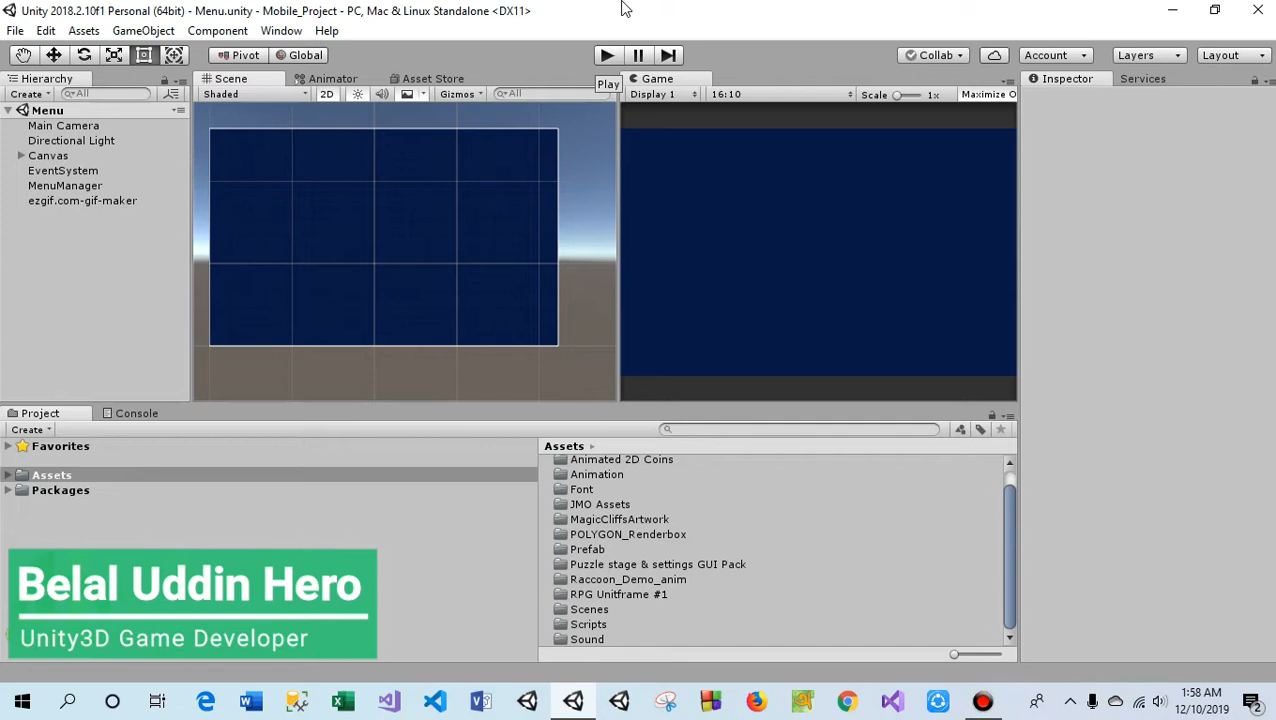 Unity 2018.2.10f1 Personal (64bit) - Menu.unity - Mobile_Project - PC, Mac & Linux Standalone <DX11>
File Edit Assets GameObject Component Window Help
Pivot Global Collab Account Layers Layout
Hierarchy Scene Animator Asset Store Game Inspector Services
Create All Shaded 2D Gizmos All Play Display 1 16:10 Scale 1x Maximize O
Menu
Main Camera
Directional Light
Canvas
EventSystem
MenuManager
ezgif.com-gif-maker
Project Console
Create
Favorites
Assets
Packages
Assets
Animated 2D Coins
Animation
Font
JMO Assets
MagicCliffsArtwork
POLYGON_Renderbox
Prefab
Puzzle stage & settings GUI Pack
Raccoon_Demo_anim
RPG Unitframe #1
Scenes
Scripts
Sound
Belal Uddin Hero
Unity3D Game Developer
1:58 AM
12/10/2019
2